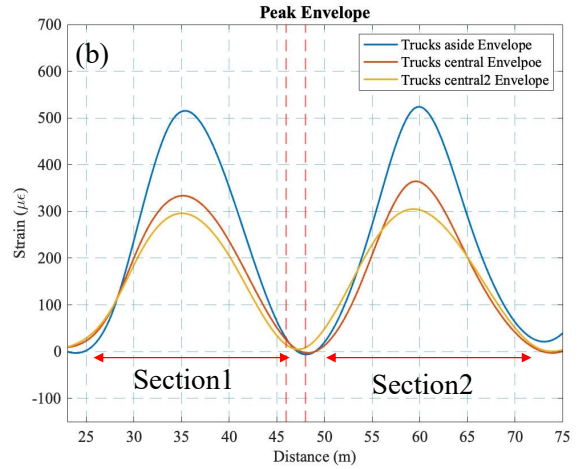 Peak Envelope
(b)
Trucks aside Envelope
Trucks central Envelpoe
Trucks central2 Envelope
700
600
500
400
300
200
100
0
-100
Strain (με)
Section1
Section2
25 30 35 40 45 50 55 60 65 70 75
Distance (m)